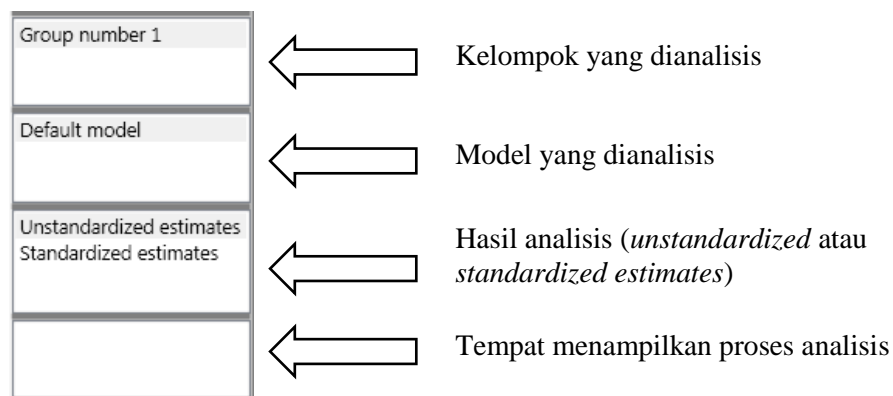 Group number 1
Kelompok yang dianalisis
Default model
Model yang dianalisis
Unstandardized estimates
Standardized estimates
Hasil analisis (unstandardized atau
standardized estimates)
Tempat menampilkan proses analisis